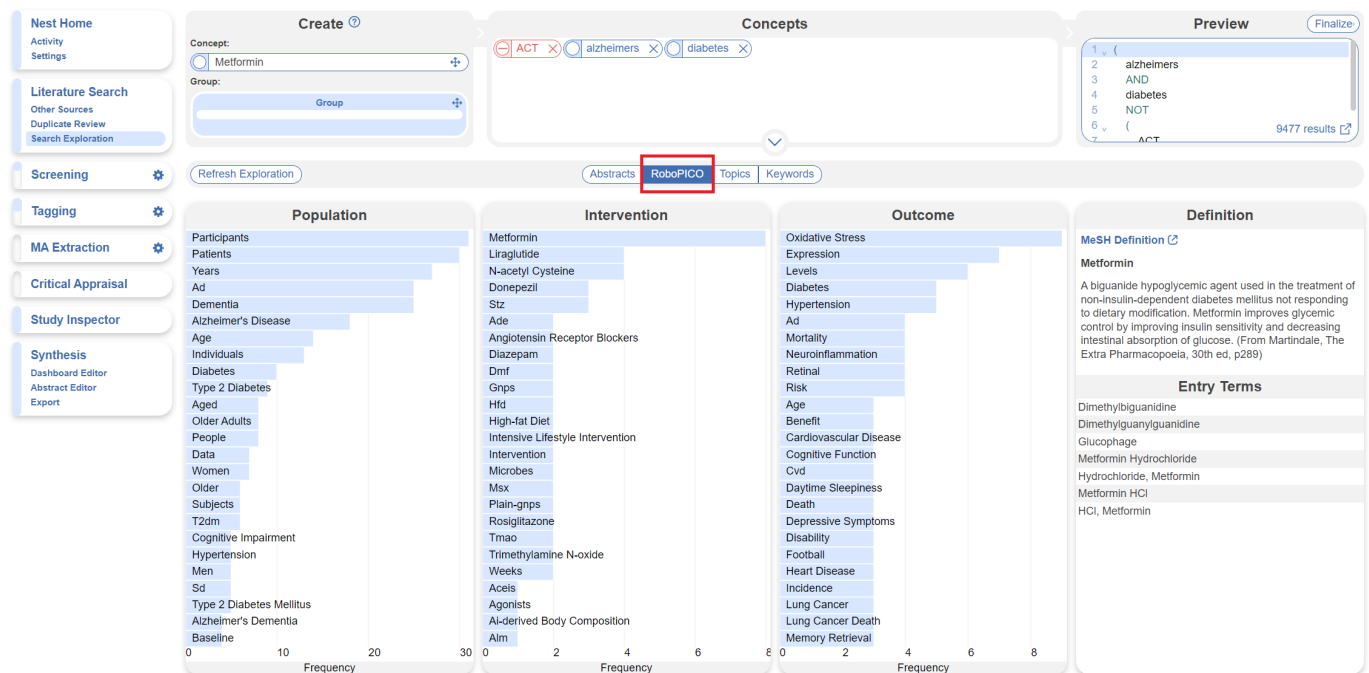 Nest Home
Activity
Settings
Literature Search
Other Sources
Duplicate Review
Search Exploration
Screening
Tagging
MA Extraction
Critical Appraisal
Study Inspector
Synthesis
Dashboard Editor
Abstract Editor
Export
Create
Concept:
Metformin
Group:
Group
Concepts
ACT
alzheimers
diabetes
Preview
Finalize
1 (
2 alzheimers
3 AND
4 diabetes
5 NOT
6 (
7 ACT
9477 results
Refresh Exploration
Abstracts
RoboPICO
Topics
Keywords
Population
Participants
Patients
Years
Ad
Dementia
Alzheimer's Disease
Age
Individuals
Diabetes
Type 2 Diabetes
Aged
Older Adults
People
Data
Women
Older
Subjects
T2dm
Cognitive Impairment
Hypertension
Men
Sd
Type 2 Diabetes Mellitus
Alzheimer's Dementia
Baseline
0 10 20 30
Frequency
Intervention
Metformin
Liraglutide
N-acetyl Cysteine
Donepezil
Stz
Ade
Angiotensin Receptor Blockers
Diazepam
Dmf
Gnps
Hfd
High-fat Diet
Intensive Lifestyle Intervention
Intervention
Microbes
Msx
Plain-gnps
Rosiglitazone
Tmao
Trimethylamine N-oxide
Weeks
Aceis
Agonists
Ai-derived Body Composition
Alm
0 2 4 6 8
Frequency
Outcome
Oxidative Stress
Expression
Levels
Diabetes
Hypertension
Ad
Mortality
Neuroinflammation
Retinal
Risk
Age
Benefit
Cardiovascular Disease
Cognitive Function
Cvd
Daytime Sleepiness
Death
Depressive Symptoms
Disability
Football
Heart Disease
Incidence
Lung Cancer
Lung Cancer Death
Memory Retrieval
0 2 4 6 8
Frequency
Definition
MeSH Definition
Metformin
A biguanide hypoglycemic agent used in the treatment of
non-insulin-dependent diabetes mellitus not responding
to dietary modification. Metformin improves glycemic
control by improving insulin sensitivity and decreasing
intestinal absorption of glucose. (From Martindale, The
Extra Pharmacopoeia, 30th ed, p289)
Entry Terms
Dimethylbiguanidine
Dimethylguanylguanidine
Glucophage
Metformin Hydrochloride
Hydrochloride, Metformin
Metformin HCl
HCl, Metformin